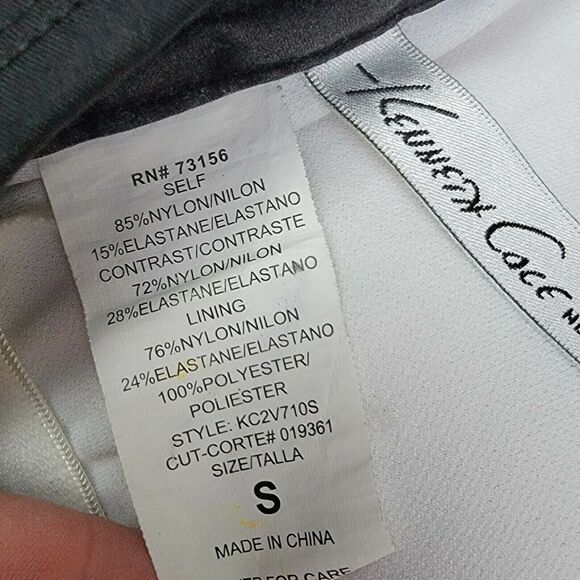 RN# 73156
SELF
85%NYLON/NILON
15%ELASTANE/ELASTANO
CONTRAST/CONTRASTE
72%NYLON/NILON
28%ELASTANE/ELASTANO
LINING
76%NYLON/NILON
24%ELASTANE/ELASTANO
100%POLYESTER/
POLIESTER
STYLE: KC2V710S
CUT-CORTE# 019361
SIZE/TALLA
S
MADE IN CHINA
FOR CARE
KENNETH COLE